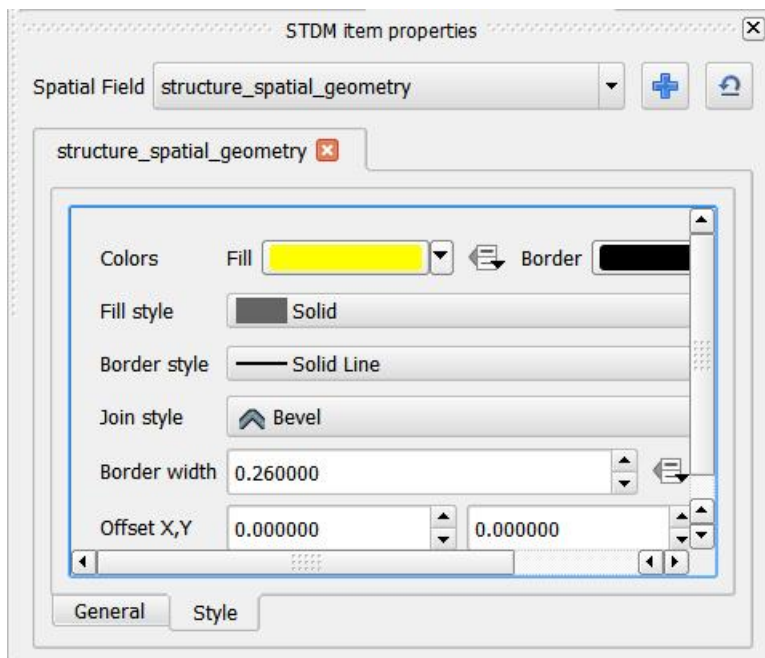 STDM item properties
Spatial Field structure_spatial_geometry
structure_spatial_geometry
Colors Fill Border
Fill style Solid
Border style Solid Line
Join style Bevel
Border width 0.260000
Offset X,Y 0.000000 0.000000
General Style